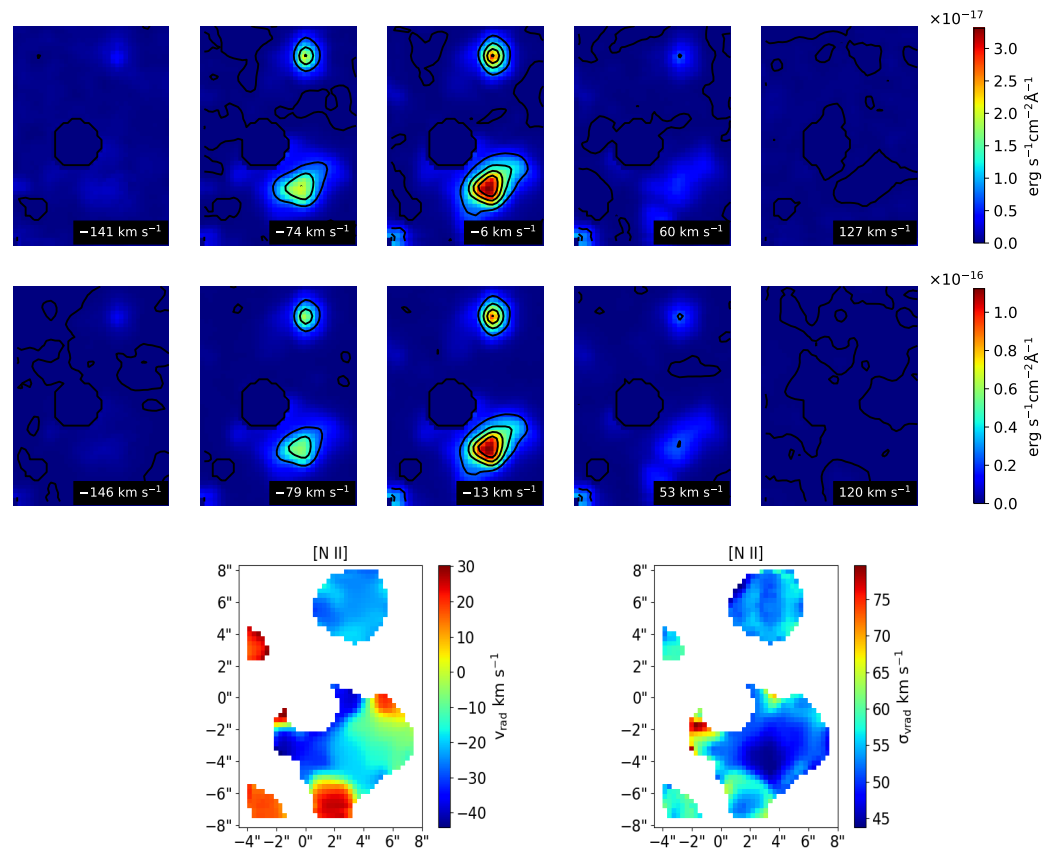 ×10⁻¹⁷
−141 km s⁻¹
−74 km s⁻¹
−6 km s⁻¹
60 km s⁻¹
127 km s⁻¹
3.0
2.5
2.0
1.5
1.0
0.5
0.0
erg s⁻¹cm⁻²Å⁻¹
×10⁻¹⁶
−146 km s⁻¹
−79 km s⁻¹
−13 km s⁻¹
53 km s⁻¹
120 km s⁻¹
1.0
0.8
0.6
0.4
0.2
0.0
erg s⁻¹cm⁻²Å⁻¹
[N II]
8"
6"
4"
2"
0"
−2"
−4"
−6"
−8"
−4" −2" 0" 2" 4" 6" 8"
30
20
10
0
−10
−20
−30
−40
v_rad km s⁻¹
[N II]
8"
6"
4"
2"
0"
−2"
−4"
−6"
−8"
−4" −2" 0" 2" 4" 6" 8"
75
70
65
60
55
50
45
σ_vrad km s⁻¹